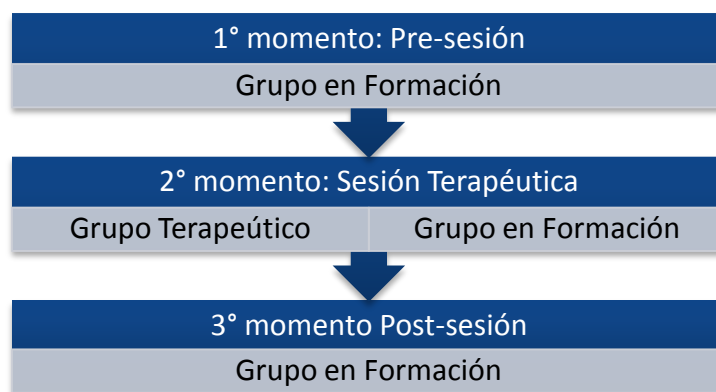 1° momento: Pre-sesión
Grupo en Formación
2° momento: Sesión Terapéutica
Grupo Terapeútico Grupo en Formación
3° momento Post-sesión
Grupo en Formación